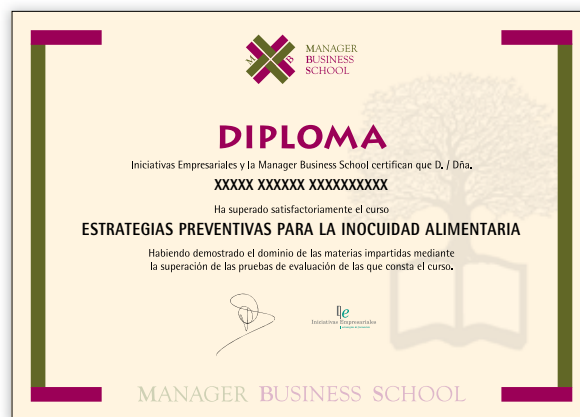 M B
MANAGER
BUSINESS
SCHOOL
DIPLOMA
Iniciativas Empresariales y la Manager Business School certifican que D. / Dña.
XXXXX XXXXXX XXXXXXXXXX
Ha superado satisfactoriamente el curso
ESTRATEGIAS PREVENTIVAS PARA LA INOCUIDAD ALIMENTARIA
Habiendo demostrado el dominio de las materias impartidas mediante
la superación de las pruebas de evaluación de las que consta el curso.
Iniciativas Empresariales
MANAGER BUSINESS SCHOOL